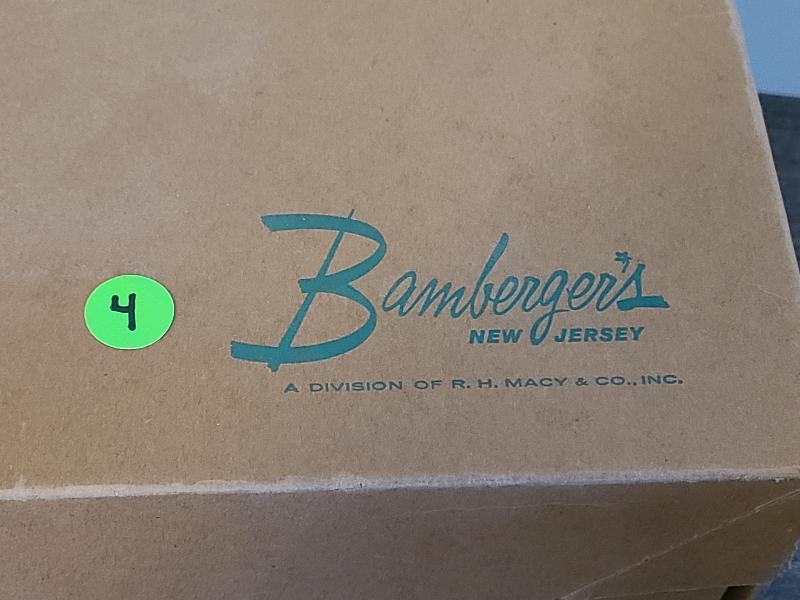 4
Bamberger's
NEW JERSEY
A DIVISION OF R. H. MACY & CO., INC.